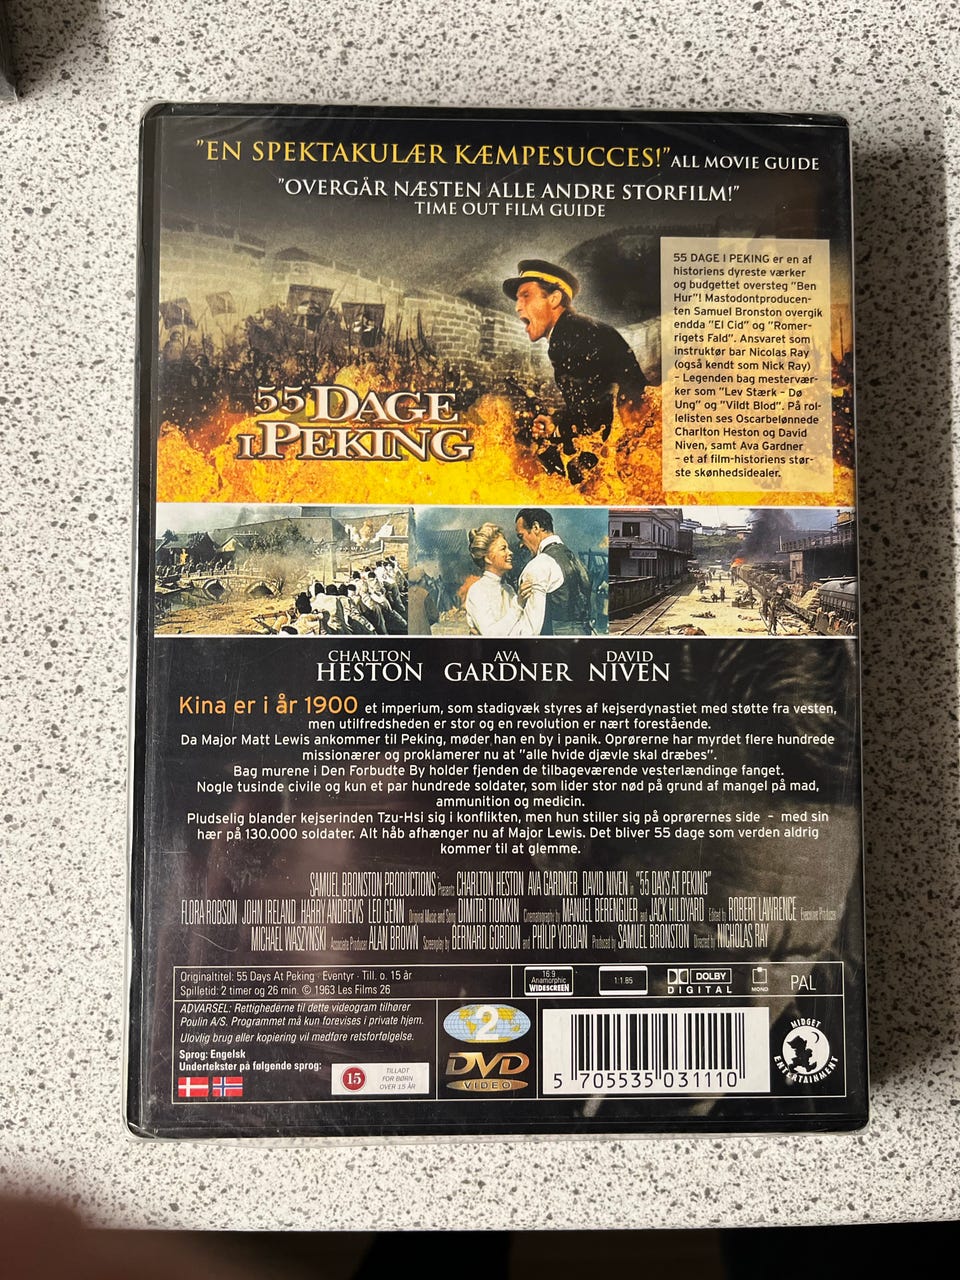 "EN SPEKTAKULÆR KÆMPESUCCES!" ALL MOVIE GUIDE
"OVERGÅR NÆSTEN ALLE ANDRE STORFILM!"
TIME OUT FILM GUIDE
55 DAGE I PEKING er en af
historiens dyreste værker
og budgettet oversteg "Ben
Hur"! Mastodontproducen-
ten Samuel Bronston overgik
endda "El Cid" og "Romer-
rigets Fald". Ansvaret som
instruktør bar Nicolas Ray
(også kendt som Nick Ray)
– Legenden bag mestervær-
ker som "Lev Stærk – Dø
Ung" og "Vildt Blod". På rol-
lelisten ses Oscarbelønnede
Charlton Heston og David
Niven, samt Ava Gardner
– et af film-historiens stør-
ste skønhedsidealer.
55 DAGE
I PEKING
CHARLTON HESTON AVA GARDNER DAVID NIVEN
Kina er i år 1900 et imperium, som stadigvæk styres af kejserdynastiet med støtte fra vesten,
men utilfredsheden er stor og en revolution er nært forestående.
Da Major Matt Lewis ankommer til Peking, møder han en by i panik. Oprørerne har myrdet flere hundrede
missionærer og proklamerer nu at "alle hvide djævle skal dræbes".
Bag murene i Den Forbudte By holder fjenden de tilbageværende vesterlændinge fanget.
Nogle tusinde civile og kun et par hundrede soldater, som lider stor nød på grund af mangel på mad,
ammunition og medicin.
Pludselig blander kejserinden Tzu-Hsi sig i konflikten, men hun stiller sig på oprørernes side – med sin
hær på 130.000 soldater. Alt håb afhænger nu af Major Lewis. Det bliver 55 dage som verden aldrig
kommer til at glemme.
SAMUEL BRONSTON PRODUCTIONS Presents CHARLTON HESTON AVA GARDNER DAVID NIVEN in "55 DAYS AT PEKING"
FLORA ROBSON JOHN IRELAND HARRY ANDREWS LEO GENN Original Music and Song DIMITRI TIOMKIN Cinematography by MANUEL BERENGUER and JACK HILDYARD Edited by ROBERT LAWRENCE Executive Producer
MICHAEL WASZYNSKI Associate Producer ALAN BROWN Screenplay by BERNARD GORDON and PHILIP YORDAN Produced by SAMUEL BRONSTON Directed by NICHOLAS RAY
Originaltitel: 55 Days At Peking · Eventyr · Till. o. 15 år
Spilletid: 2 timer og 26 min. © 1963 Les Films 26
16:9
Anamorphic
WIDESCREEN
1:1.85
DOLBY
DIGITAL
MONO
PAL
ADVARSEL: Rettighederne til dette videogram tilhører
Poulin A/S. Programmet må kun forevises i private hjem.
Ulovlig brug eller kopiering vil medføre retsforfølgelse.
Sprog: Engelsk
Undertekster på følgende sprog:
15
TILLADT
FOR BØRN
OVER 15 ÅR
2
DVD
VIDEO
5 705535 031110
MIDGET
ENTERTAINMENT